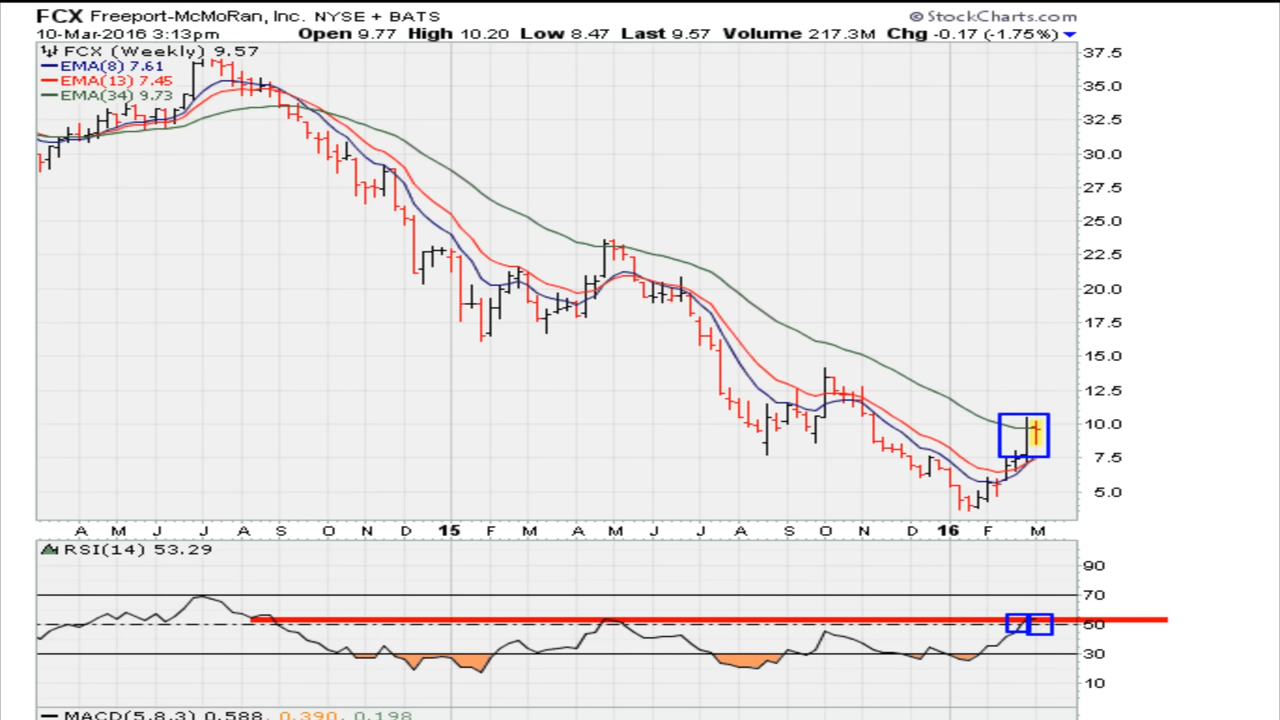 FCX Freeport-McMoRan, Inc. NYSE + BATS © StockCharts.com
10-Mar-2016 3:13pm Open 9.77 High 10.20 Low 8.47 Last 9.57 Volume 217.3M Chg -0.17 (-1.75%)
FCX (Weekly) 9.57
EMA(8) 7.61
EMA(13) 7.45
EMA(34) 9.73
37.5
35.0
32.5
30.0
27.5
25.0
22.5
20.0
17.5
15.0
12.5
10.0
7.5
5.0
A M J J A S O N D 15 F M A M J J A S O N D 16 F M
RSI(14) 53.29
90
70
50
30
10
MACD(5,8,3) 0.588, 0.390, 0.198